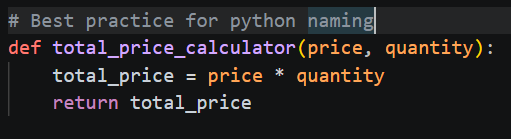 # Best practice for python naming
def total_price_calculator(price, quantity):
    total_price = price * quantity
    return total_price